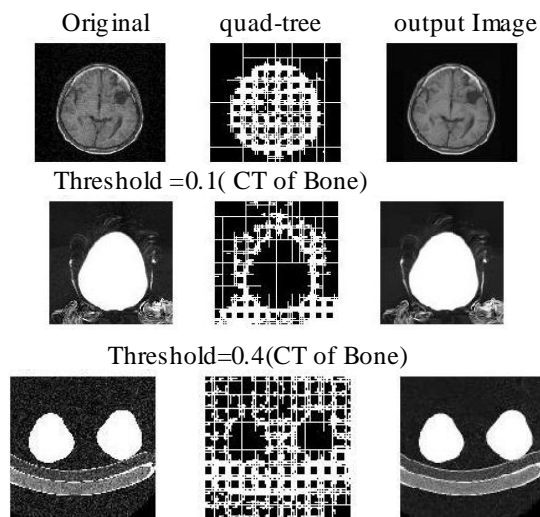 Original quad-tree output Image
Threshold =0.1( CT of Bone)
Threshold=0.4(CT of Bone)